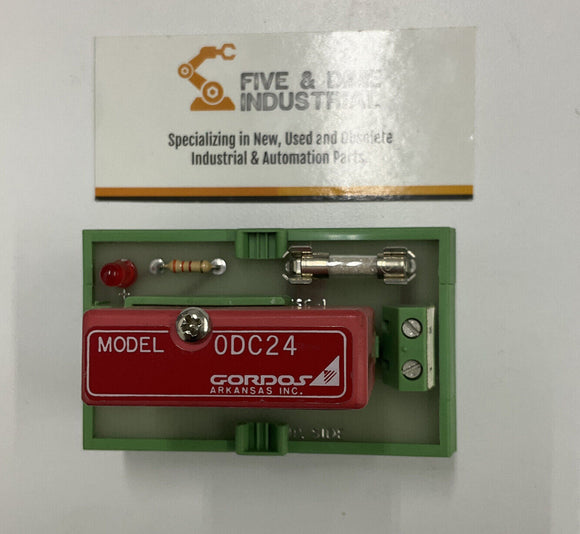 FIVE & DIME
INDUSTRIAL
Specializing in New, Used and Obsolete
Industrial & Automation Parts.
MODEL ODC24
GORDOS
ARKANSAS INC.